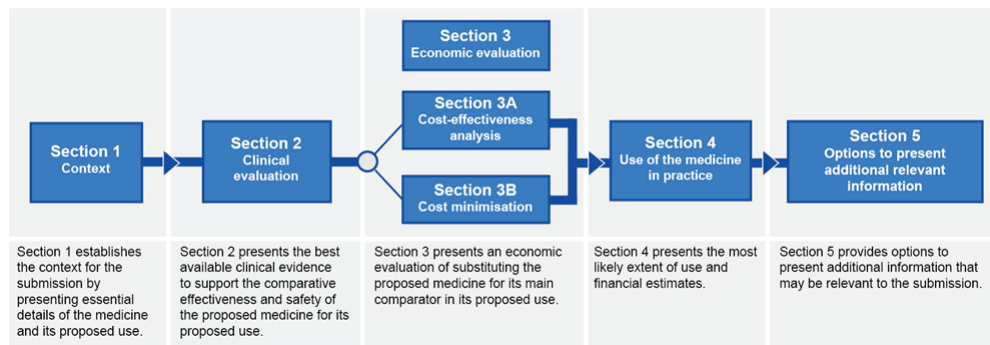 Section 1
Context
Section 2
Clinical
evaluation
Section 3
Economic evaluation
Section 3A
Cost-effectiveness
analysis
Section 3B
Cost minimisation
Section 4
Use of the medicine
in practice
Section 5
Options to present
additional relevant
information
Section 1 establishes
the context for the
submission by
presenting essential
details of the medicine
and its proposed use.
Section 2 presents the best
available clinical evidence
to support the comparative
effectiveness and safety of
the proposed medicine for its
proposed use.
Section 3 presents an economic
evaluation of substituting the
proposed medicine for its main
comparator in its proposed use.
Section 4 presents the most
likely extent of use and
financial estimates.
Section 5 provides options to
present additional information that
may be relevant to the submission.